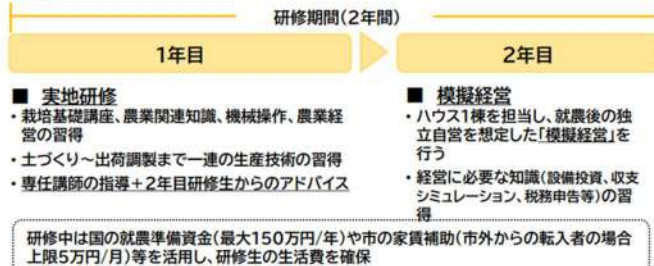 研修期間(2年間)
1年目
2年目
■ 実地研修
・栽培基礎講座、農業関連知識、機械操作、農業経
営の習得
・土づくり～出荷調製まで一連の生産技術の習得
・専任講師の指導+2年目研修生からのアドバイス
■ 模擬経営
・ハウス1棟を担当し、就農後の独
立自営を想定した「模擬経営」を
行う
・経営に必要な知識(設備投資、収支
シミュレーション、税務申告等)の習
得
研修中は国の就農準備資金(最大150万円/年)や市の家賃補助(市外からの転入者の場合
上限5万円/月)等を活用し、研修生の生活費を確保